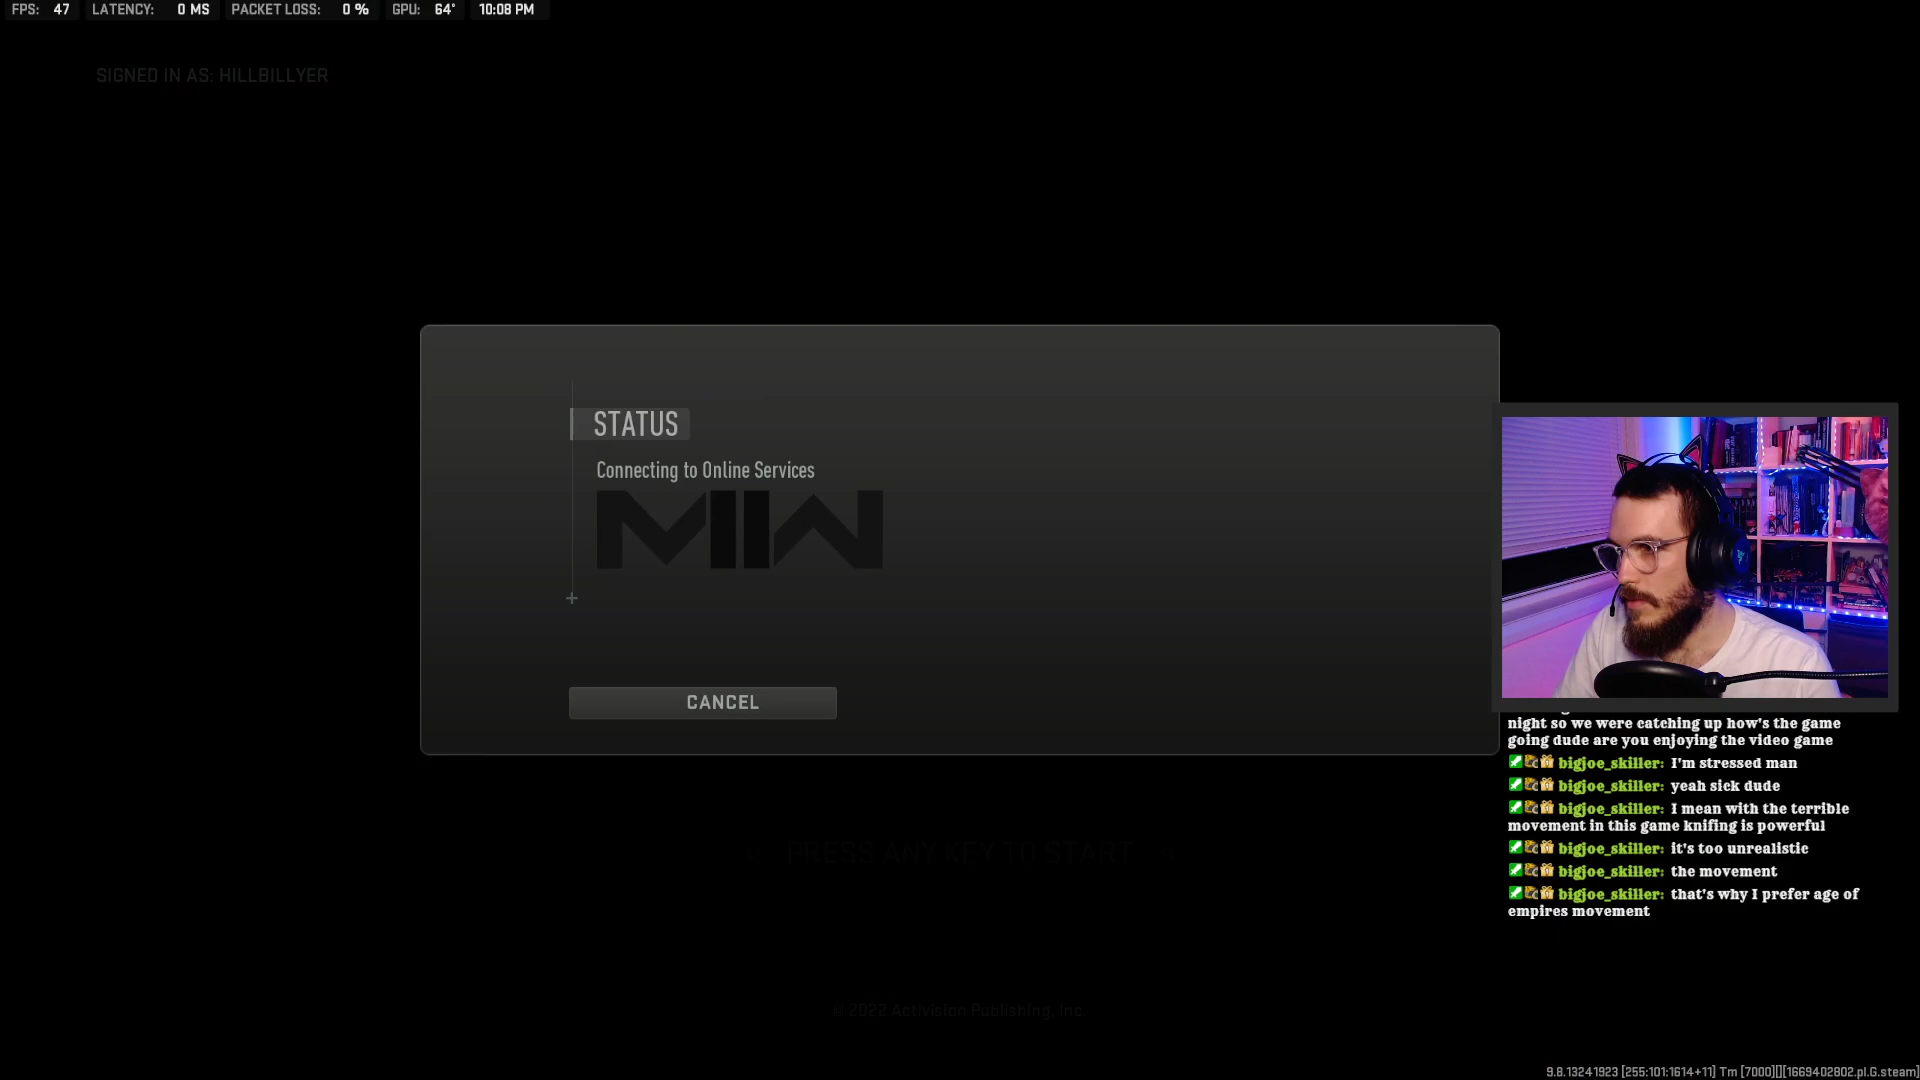 FPS: 47 LATENCY: 0 MS PACKET LOSS: 0 % GPU: 64° 10:08 PM
SIGNED IN AS: HILLBILLYER
STATUS
Connecting to Online Services
MIIW
CANCEL
night so we were catching up how's the game
going dude are you enjoying the video game
bigjoe_skiller: I'm stressed man
bigjoe_skiller: yeah sick dude
bigjoe_skiller: I mean with the terrible
movement in this game knifing is powerful
bigjoe_skiller: it's too unrealistic
bigjoe_skiller: the movement
bigjoe_skiller: that's why I prefer age of
empires movement
PRESS ANY KEY TO START
© 2022 Activision Publishing, Inc.
9.8.13241923 [255:101:1614+11] Tm [7000][][1669402802.pl.G.steam]